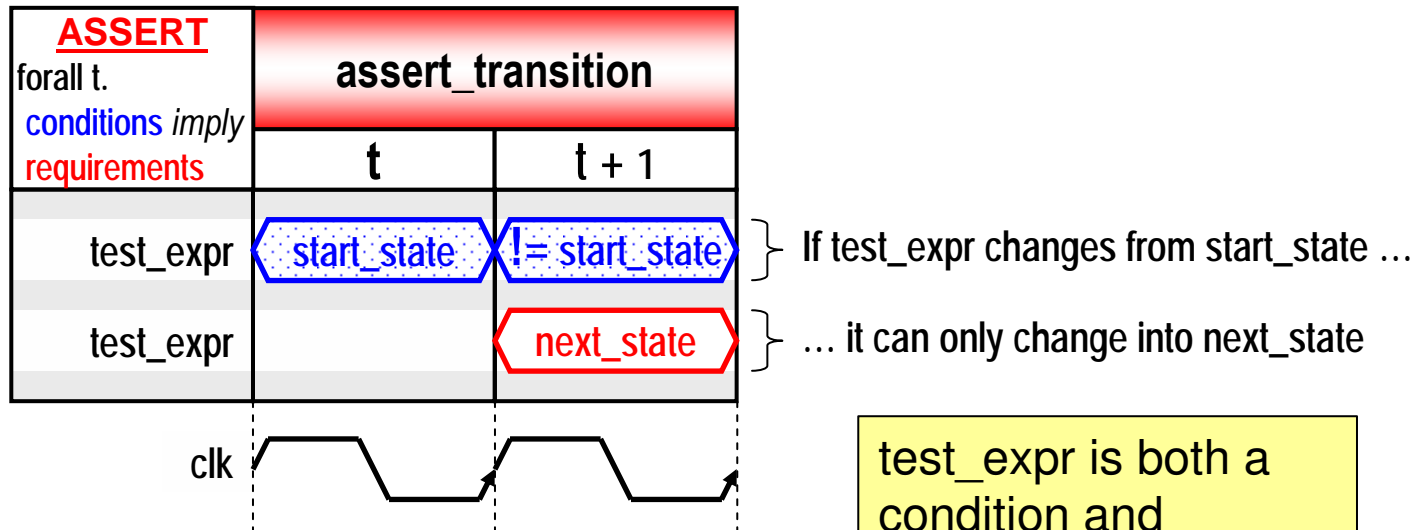 ASSERT
forall t.
conditions imply
requirements
assert_transition
t
t + 1
test_expr
start_state
!= start_state
If test_expr changes from start_state …
test_expr
next_state
… it can only change into next_state
clk
test_expr is both a
condition and